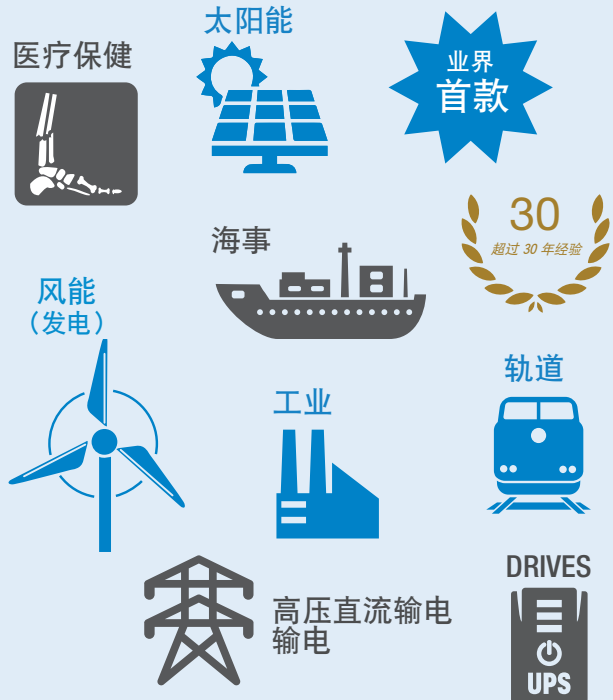 太阳能
医疗保健
业界
首款
30
超过 30 年经验
海事
风能
（发电）
轨道
工业
DRIVES
高压直流输电
输电
UPS